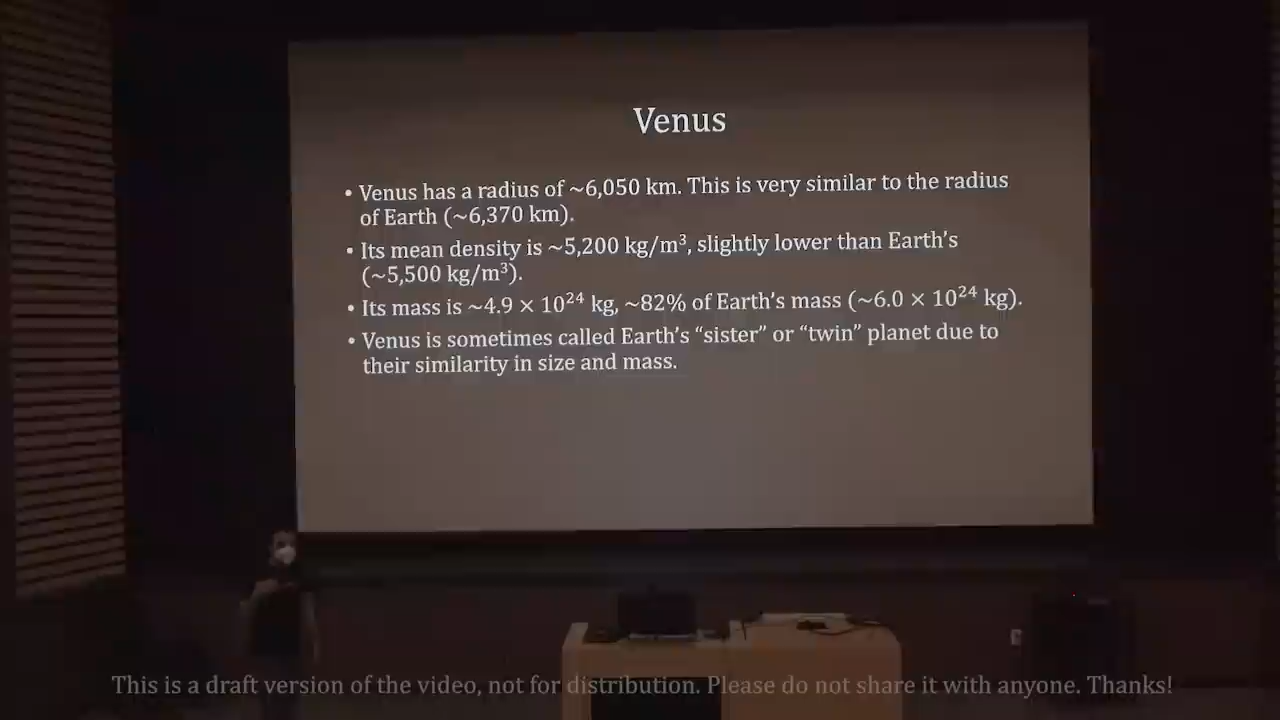 Venus
• Venus has a radius of ~6,050 km. This is very similar to the radius
of Earth (~6,370 km).
• Its mean density is ~5,200 kg/m³, slightly lower than Earth's
(~5,500 kg/m³).
• Its mass is ~4.9 × 10²⁴ kg, ~82% of Earth's mass (~6.0 × 10²⁴ kg).
• Venus is sometimes called Earth's “sister” or “twin” planet due to
their similarity in size and mass.
This is a draft version of the video, not for distribution. Please do not share it with anyone. Thanks!